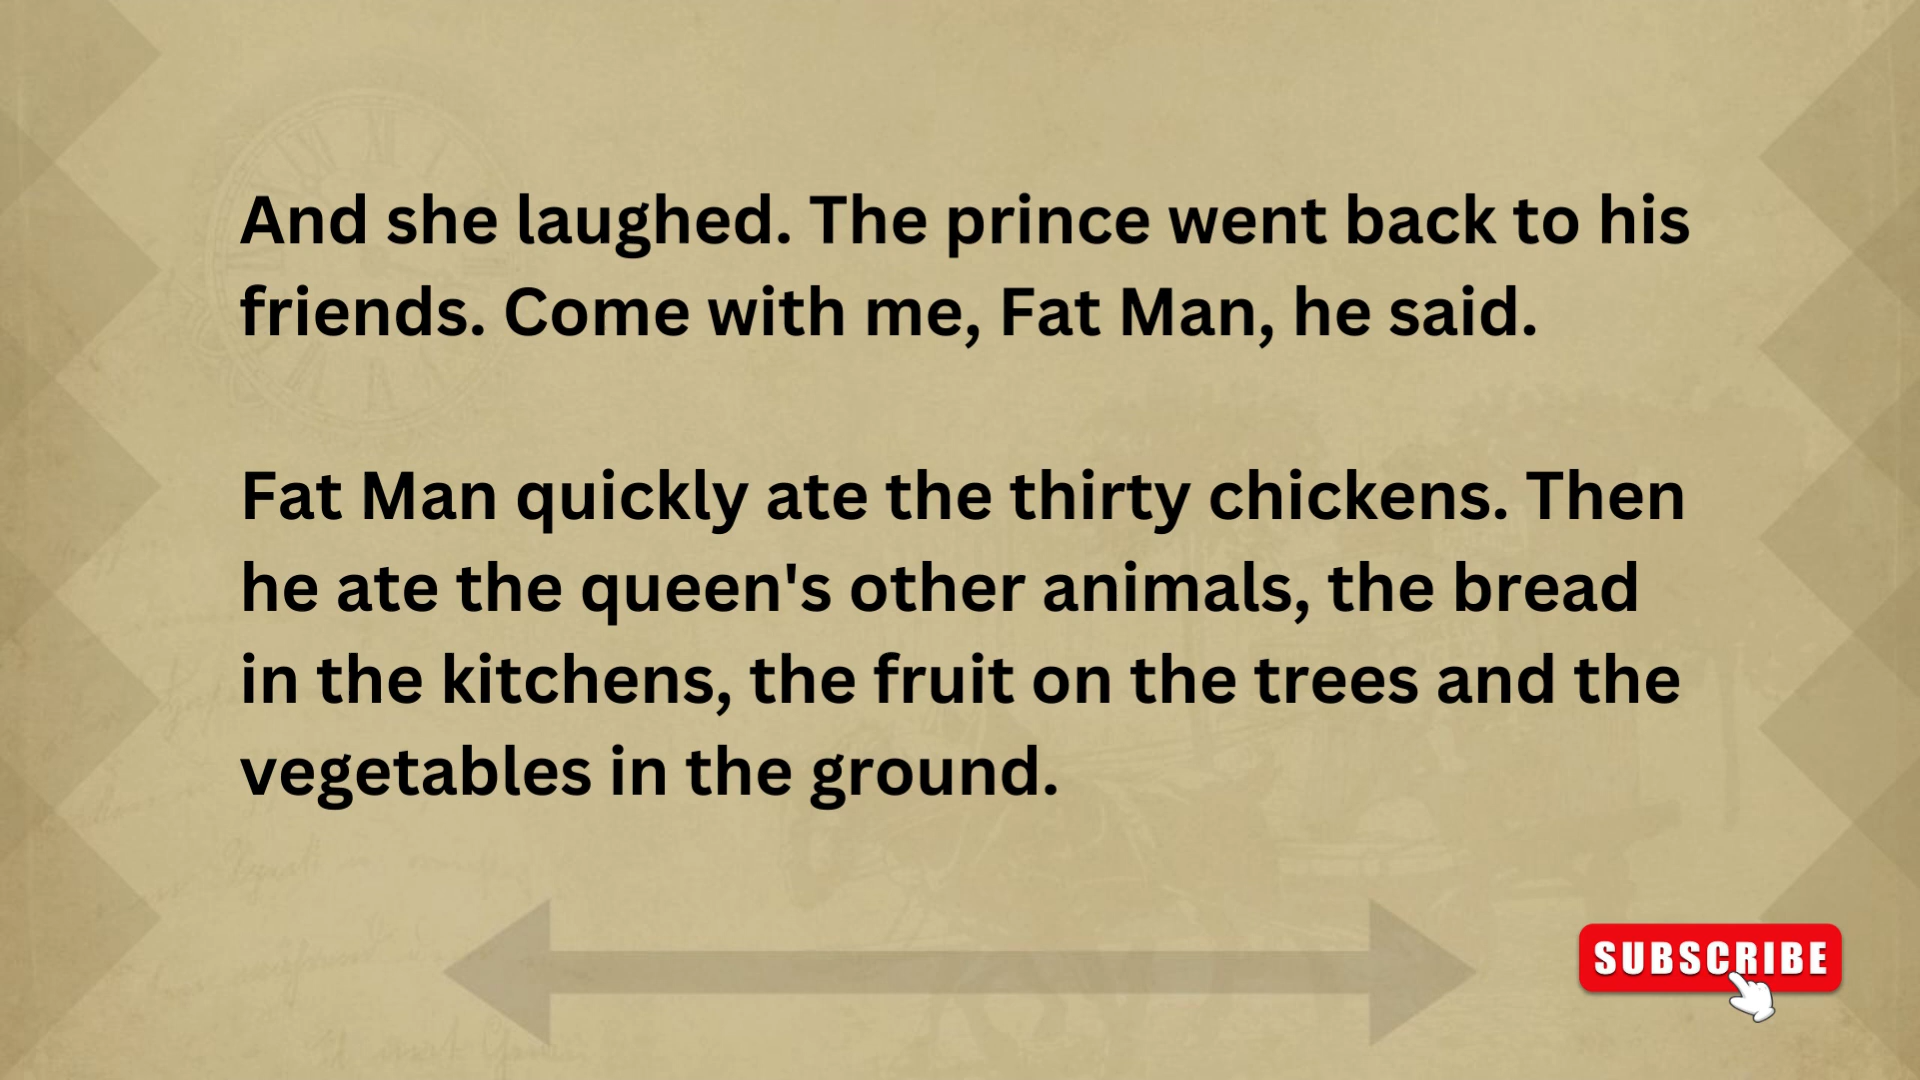 And she laughed. The prince went back to his
friends. Come with me, Fat Man, he said.
Fat Man quickly ate the thirty chickens. Then
he ate the queen's other animals, the bread
in the kitchens, the fruit on the trees and the
vegetables in the ground.
SUBSCRIBE